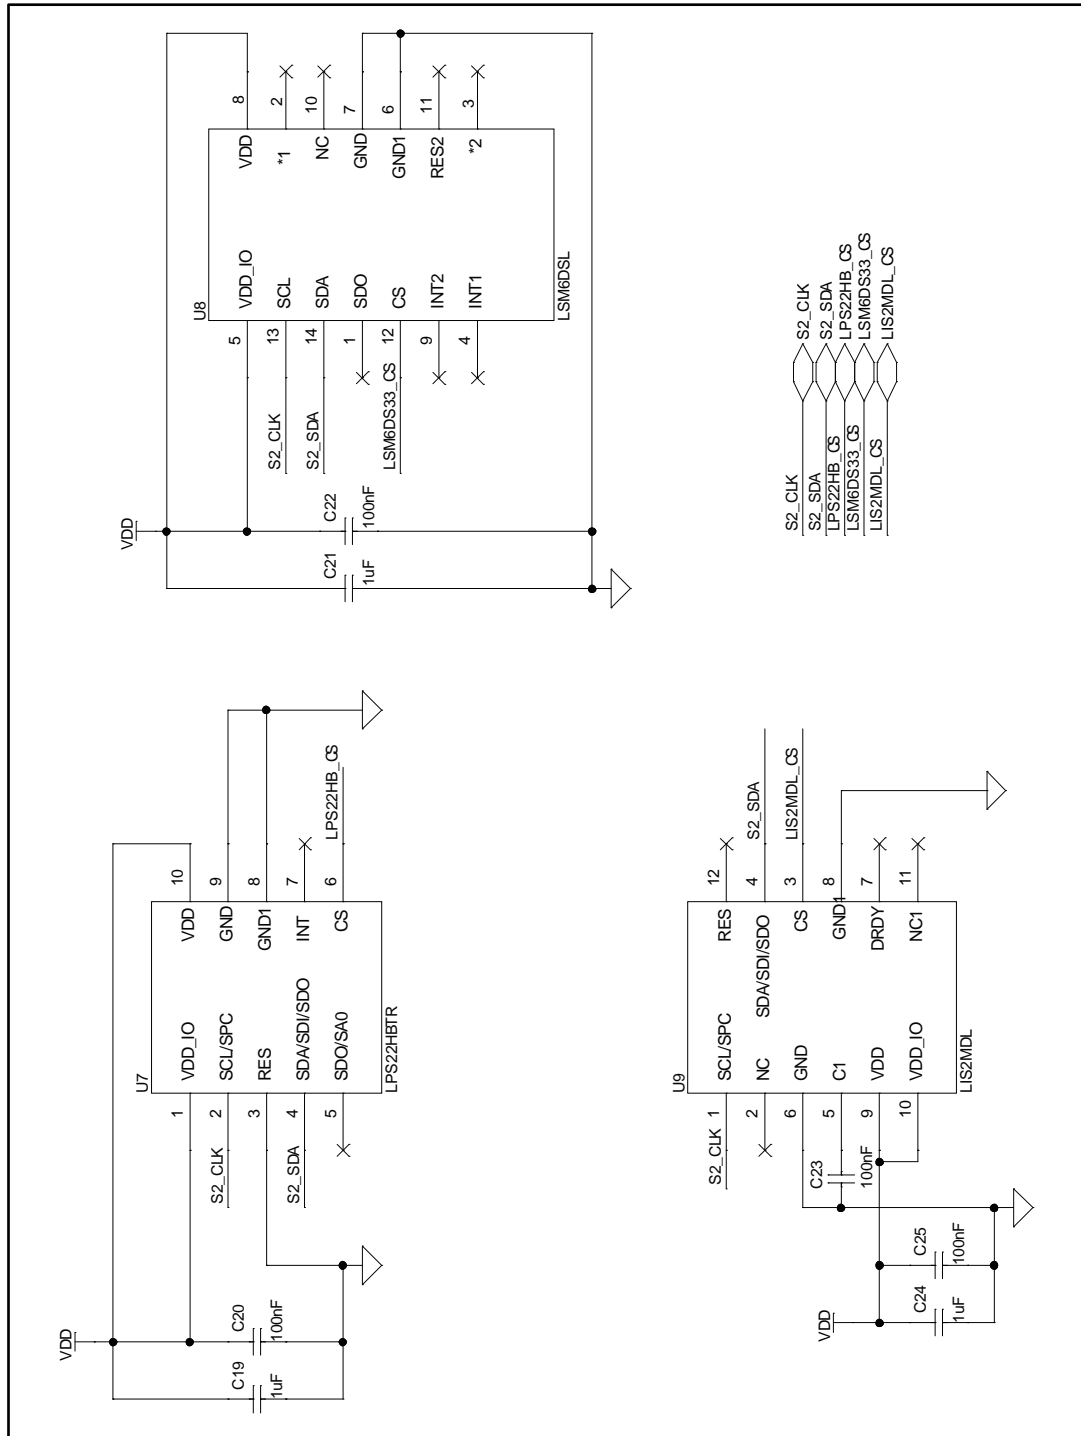 VDD
C21
1uF
C22
100nF
S2_CLK
S2_SDA
LSM6DS33_CS
U8
LSM6DSL
5 VDD_IO
13 SCL
14 SDA
1 SDO
12 CS
9 INT2
4 INT1
VDD 8
*1 2
NC 10
GND 7
GND1 6
RES2 11
*2 3
S2_CLK S2_CLK
S2_SDA S2_SDA
LPS22HB_CS LPS22HB_CS
LSM6DS33_CS LSM6DS33_CS
LIS2MDL_CS LIS2MDL_CS
VDD
C19
1uF
C20
100nF
S2_CLK
S2_SDA
U7
LPS22HBTR
1 VDD_IO
2 SCL/SPC
3 RES
4 SDA/SDI/SDO
5 SDO/SA0
VDD 10
GND 9
GND1 8
INT 7
CS 6
LPS22HB_CS
VDD
C24
1uF
C25
100nF
C23
100nF
S2_CLK
U9
LIS2MDL
1 SCL/SPC
2 NC
6 GND
5 C1
9 VDD
10 VDD_IO
RES 12
SDA/SDI/SDO 4
CS 3
GND1 8
DRDY 7
NC1 11
S2_SDA
LIS2MDL_CS